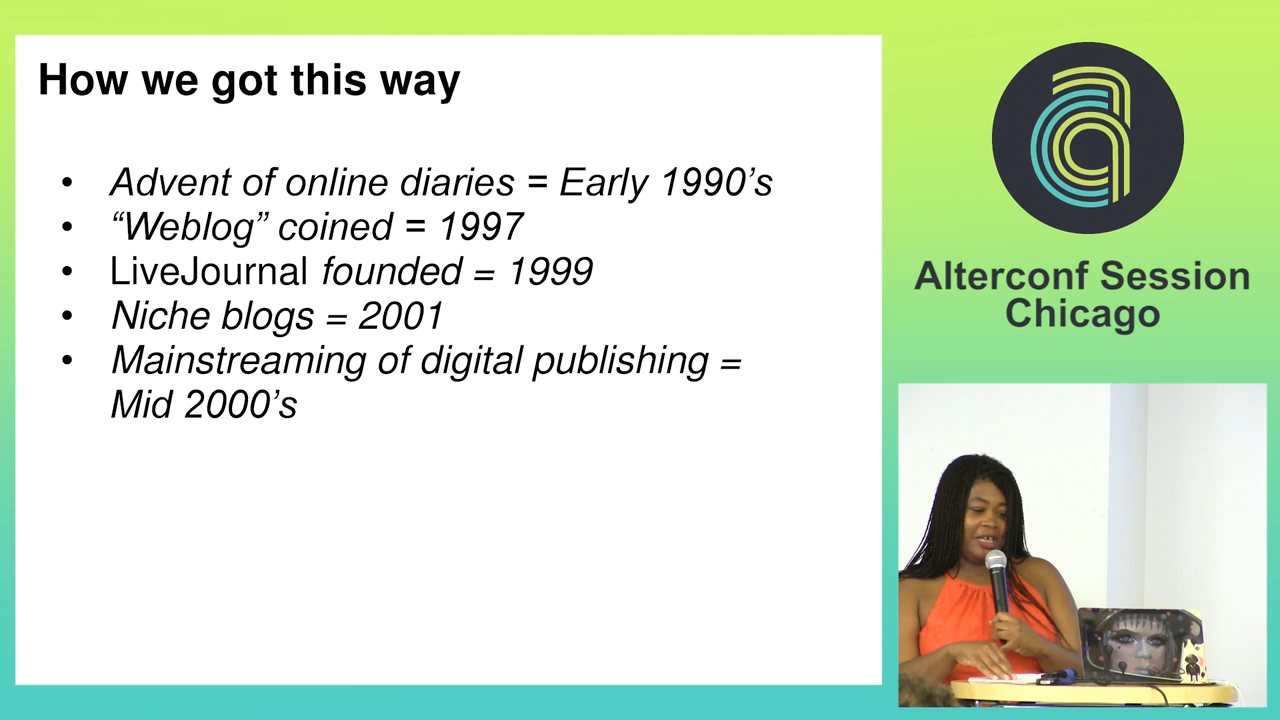 How we got this way
• Advent of online diaries = Early 1990’s
• “Weblog” coined = 1997
• LiveJournal founded = 1999
• Niche blogs = 2001
• Mainstreaming of digital publishing =
Mid 2000’s
Alterconf Session
Chicago